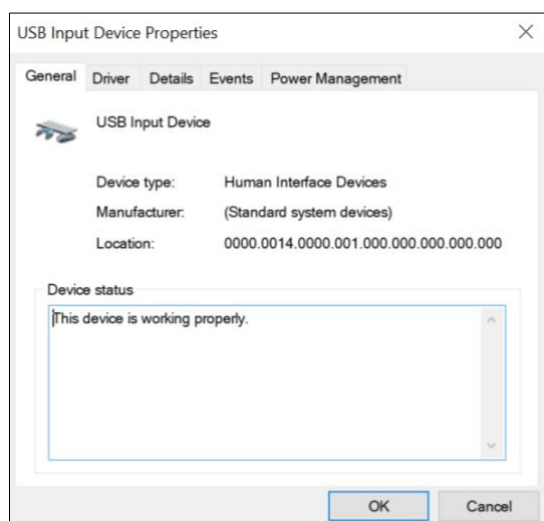 USB Input Device Properties
General Driver Details Events Power Management
USB Input Device
Device type: Human Interface Devices
Manufacturer: (Standard system devices)
Location: 0000.0014.0000.001.000.000.000.000.000
Device status
This device is working properly.
OK Cancel